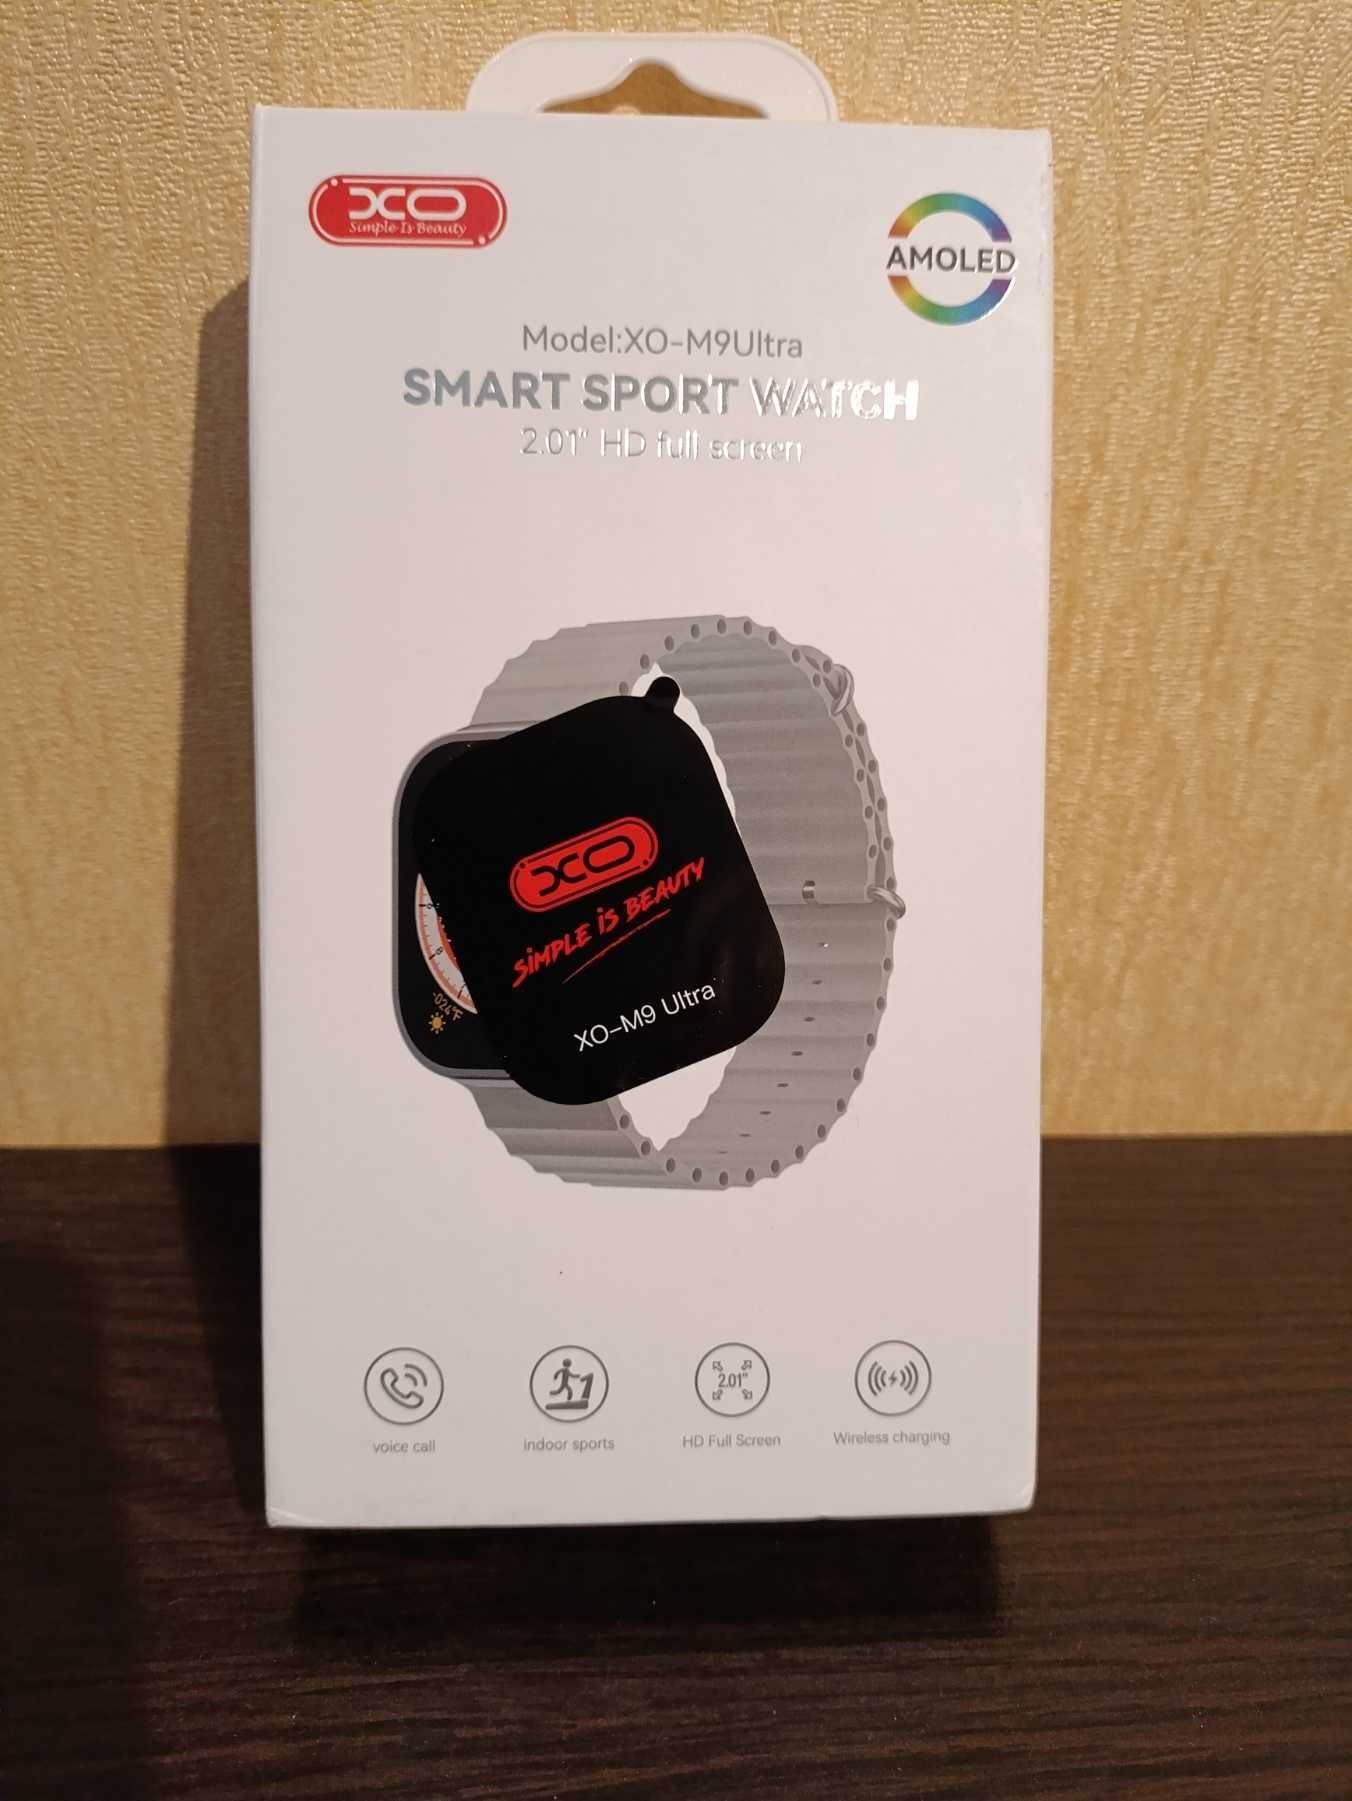 XO
Simple Is Beauty
AMOLED
Model:XO-M9Ultra
SMART SPORT WATCH
2.01" HD full screen
XO
SiMPLE iS BEAUTY
XO-M9 Ultra
-024°F
2.01"
voice call
indoor sports
HD Full Screen
Wireless charging